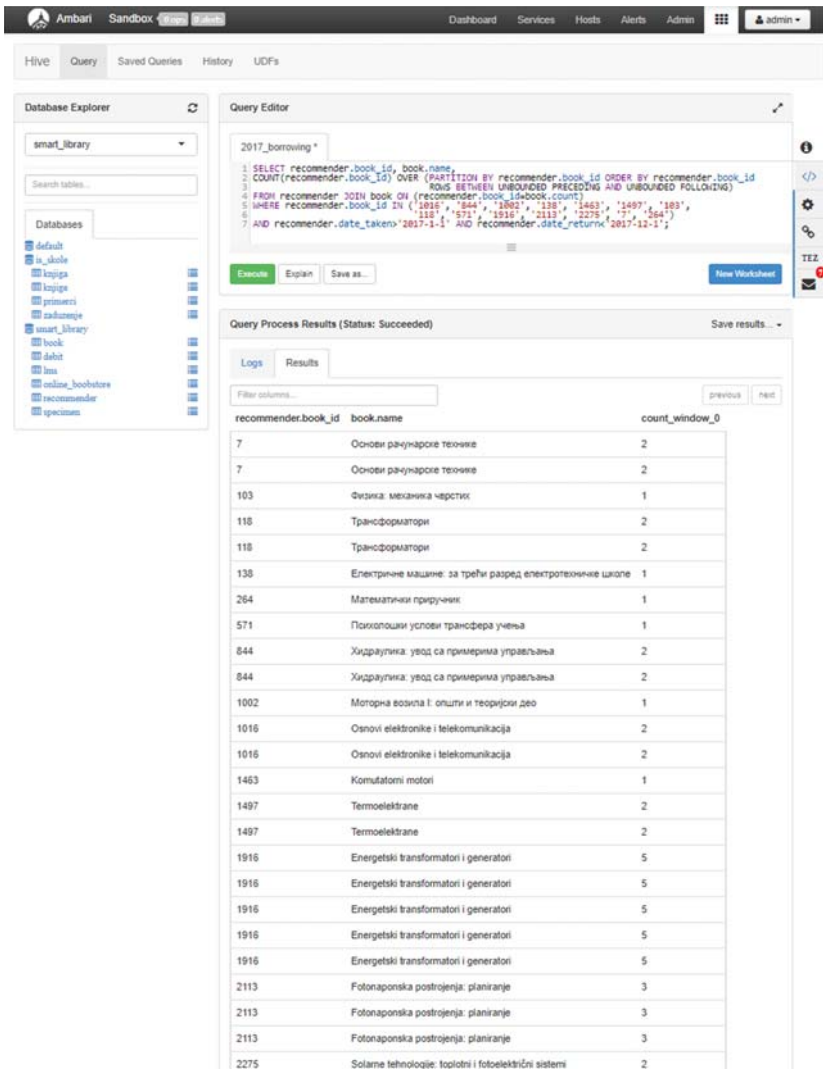 Ambari Sandbox 0 ops 0 alerts Dashboard Services Hosts Alerts Admin admin
Hive Query Saved Queries History UDFs
Database Explorer
smart_library
Search tables...
Databases
default
is_skole
knjiga
knjige
primerci
zaduzenje
smart_library
book
debit
lms
online_boobstore
recommender
specimen
Query Editor
2017_borrowing *
1 SELECT recommender.book_id, book.name,
2 COUNT(recommender.book_id) OVER (PARTITION BY recommender.book_id ORDER BY recommender.book_id
3 ROWS BETWEEN UNBOUNDED PRECEDING AND UNBOUNDED FOLLOWING)
4 FROM recommender JOIN book ON (recommender.book_id=book.count)
5 WHERE recommender.book_id IN ('1016', '844', '1002', '138', '1463', '1497', '103',
6 '118', '571', '1916', '2113', '2275', '7', '264')
7 AND recommender.date_taken>'2017-1-1' AND recommender.date_return<'2017-12-1';
Execute Explain Save as... New Worksheet
TEZ
Query Process Results (Status: Succeeded) Save results...
Logs Results
Filter columns... previous next
recommender.book_id book.name count_window_0
7 Основи рачунарске технике 2
7 Основи рачунарске технике 2
103 Физика: механика чврстих 1
118 Трансформатори 2
118 Трансформатори 2
138 Електричне машине: за трећи разред електротехничке школе 1
264 Математички приручник 1
571 Психолошки услови трансфера учења 1
844 Хидраулика: увод са примерима управљања 2
844 Хидраулика: увод са примерима управљања 2
1002 Моторна возила I: општи и теоријски део 1
1016 Osnovi elektronike i telekomunikacija 2
1016 Osnovi elektronike i telekomunikacija 2
1463 Komutatorni motori 1
1497 Termoelektrane 2
1497 Termoelektrane 2
1916 Energetski transformatori i generatori 5
1916 Energetski transformatori i generatori 5
1916 Energetski transformatori i generatori 5
1916 Energetski transformatori i generatori 5
1916 Energetski transformatori i generatori 5
2113 Fotonaponska postrojenja: planiranje 3
2113 Fotonaponska postrojenja: planiranje 3
2113 Fotonaponska postrojenja: planiranje 3
2275 Solarne tehnologije: toplotni i fotoelektrični sistemi 2